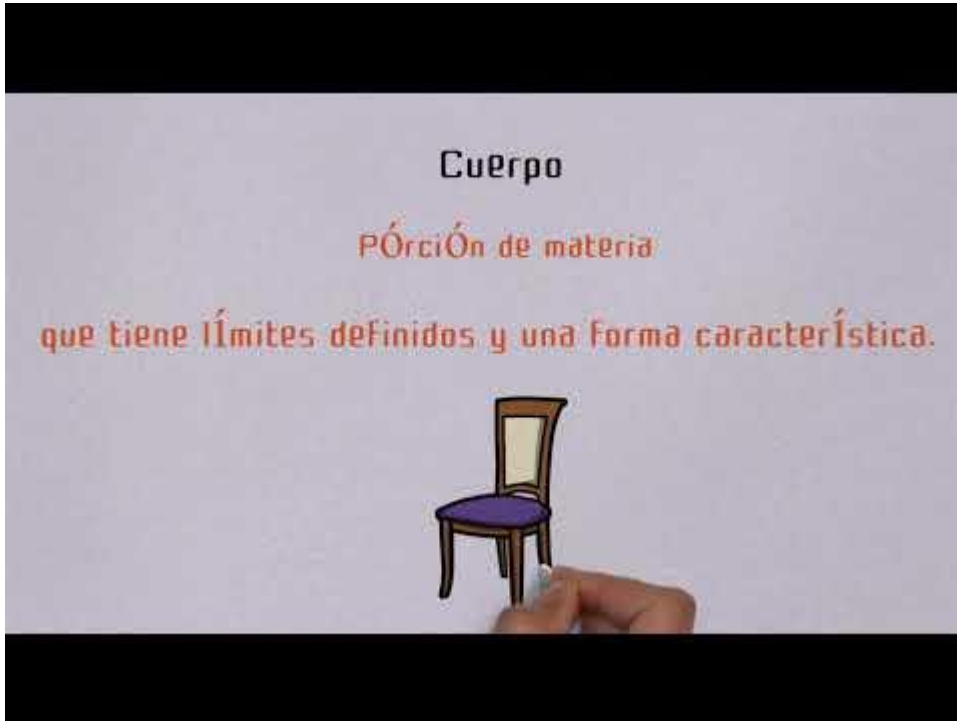 Cuerpo
PÓrciÓn de materia
que tiene lÍmites definidos y una forma caracterÍstica.